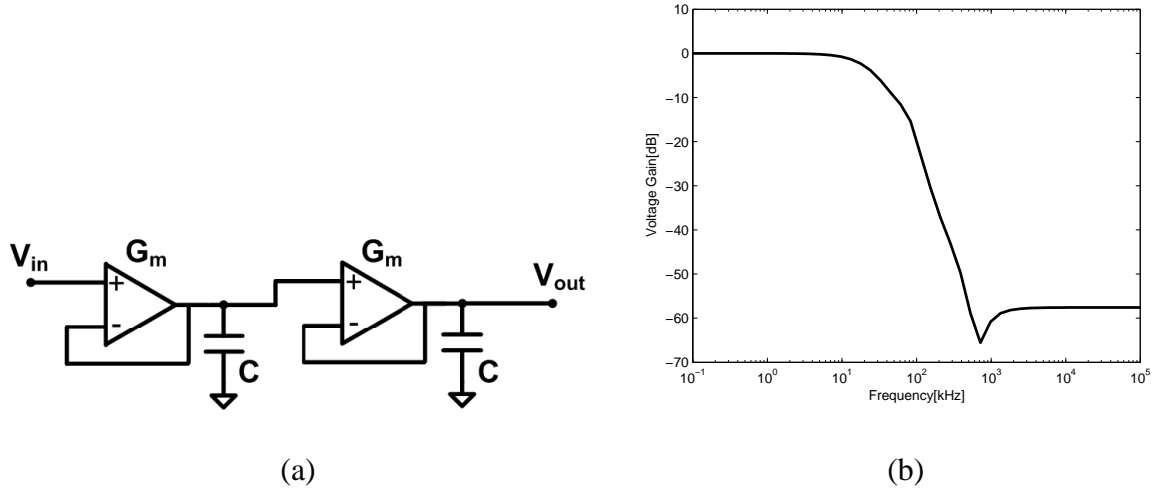 V_in
G_m
+
-
C
G_m
+
-
C
V_out
(a)
Voltage Gain[dB]
10
0
−10
−20
−30
−40
−50
−60
−70
10^−1
10^0
10^1
10^2
10^3
10^4
10^5
Frequency[kHz]
(b)